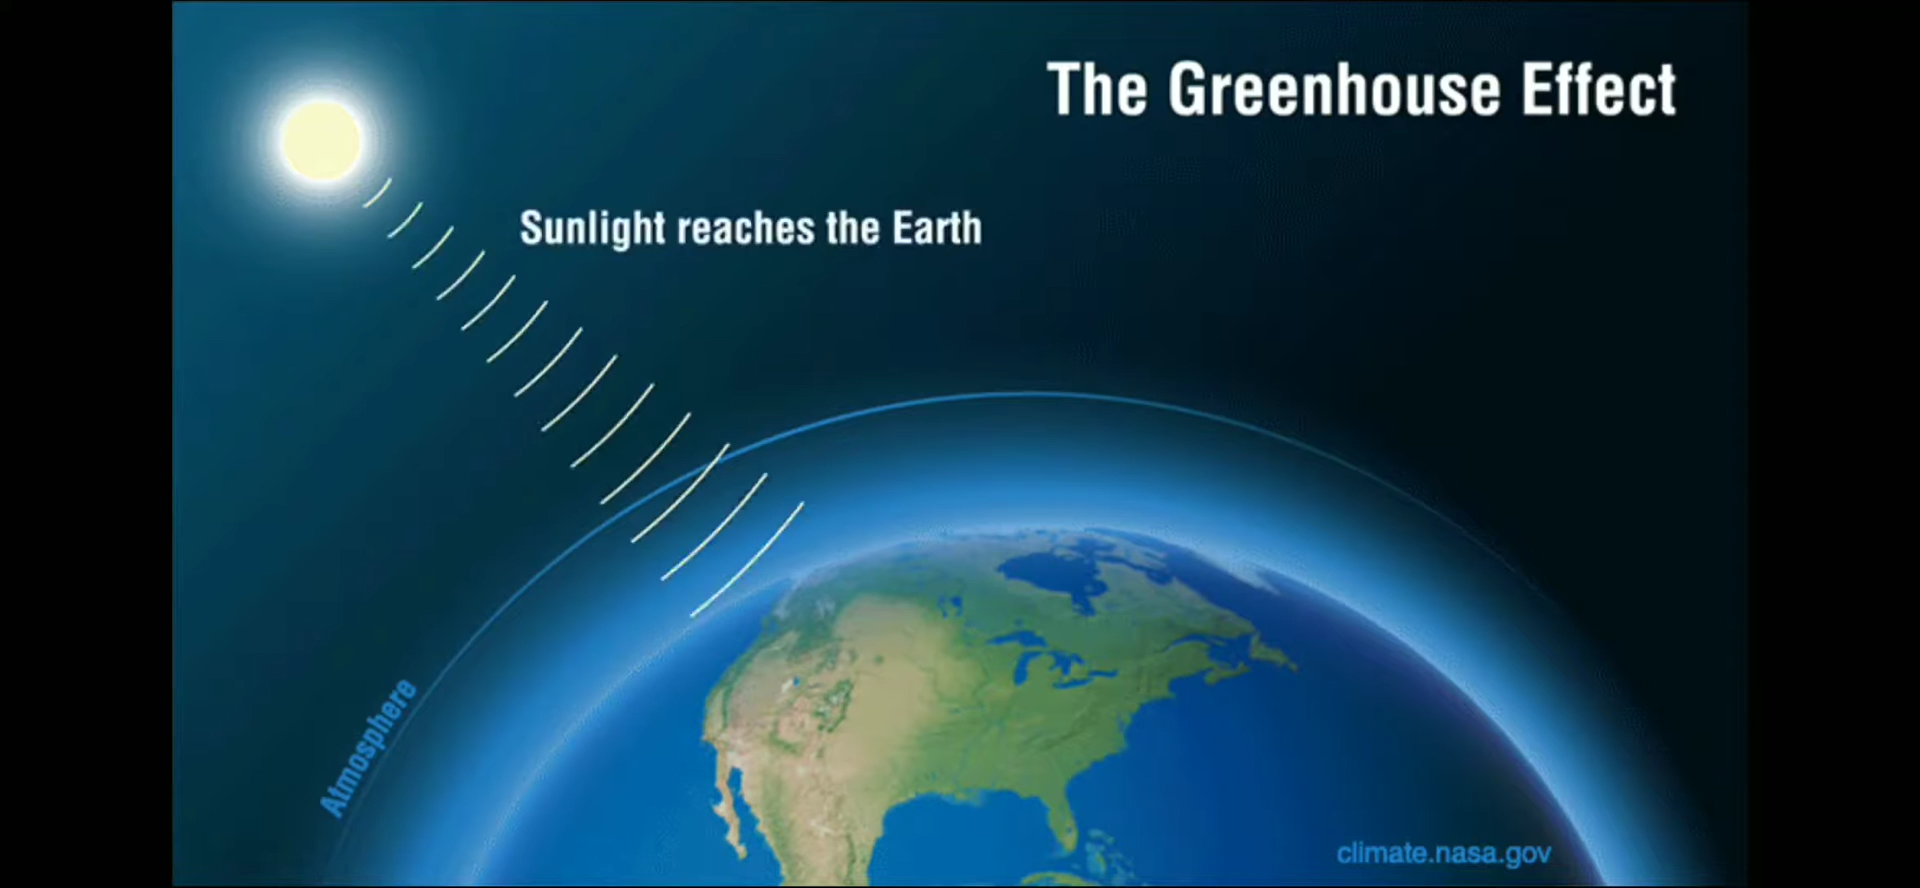 The Greenhouse Effect
Sunlight reaches the Earth
Atmosphere
climate.nasa.gov